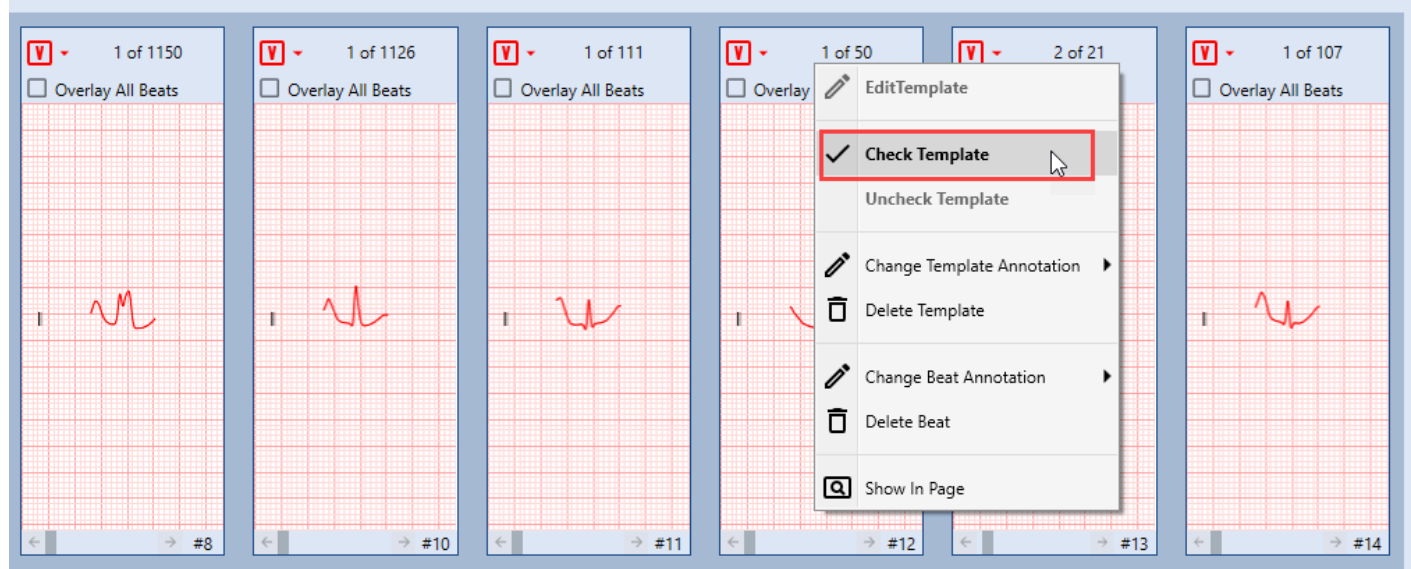 V 1 of 1150
Overlay All Beats
#8
V 1 of 1126
Overlay All Beats
II
#10
V 1 of 111
Overlay All Beats
II
#11
V 1 of 50
Overlay
#12
V 2 of 21
#13
V 1 of 107
Overlay All Beats
#14
EditTemplate
Check Template
Uncheck Template
Change Template Annotation
Delete Template
Change Beat Annotation
Delete Beat
Show In Page